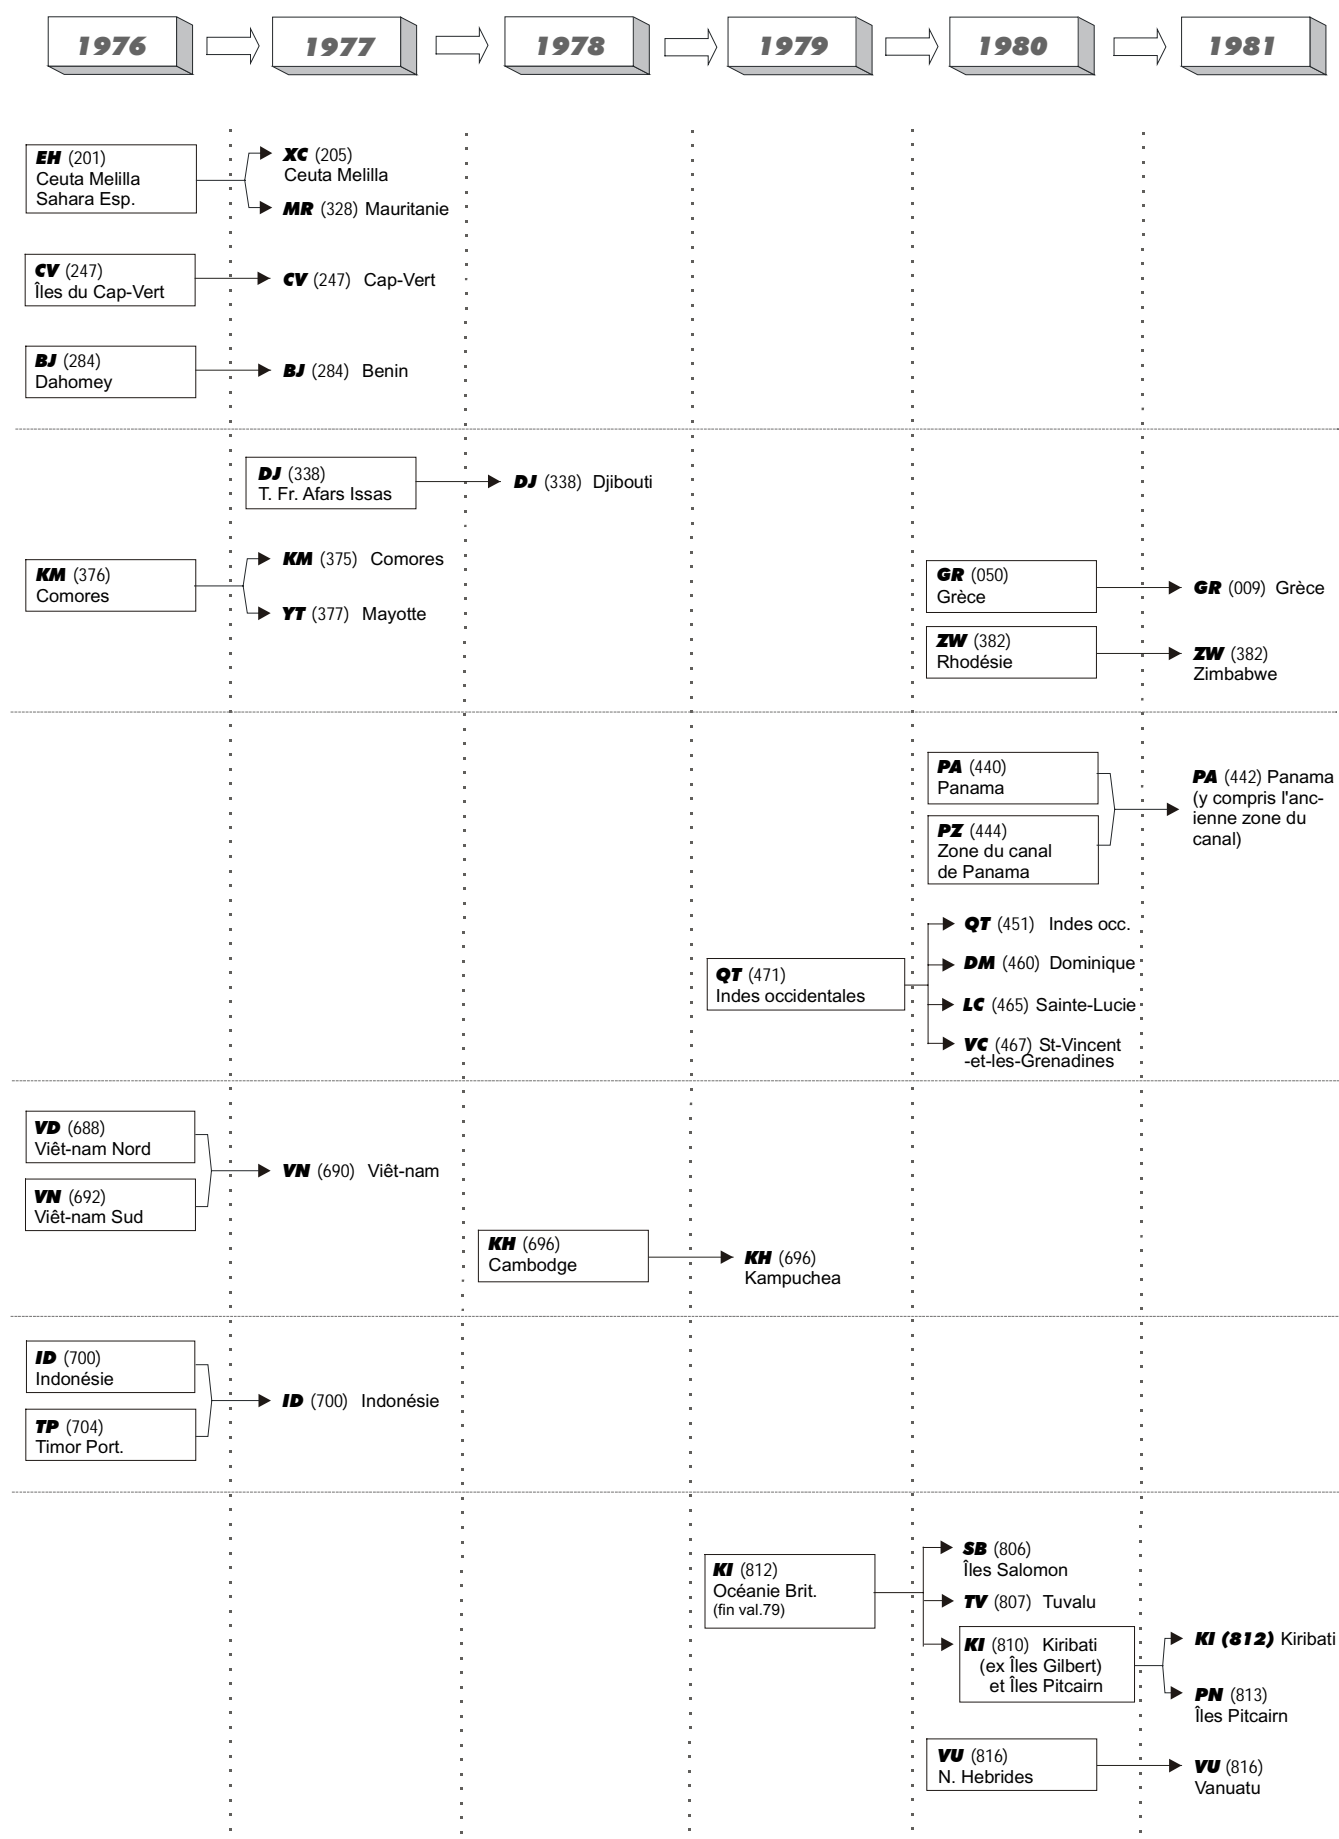 1976 1977 1978 1979 1980 1981
EH (201)
Ceuta Melilla
Sahara Esp.
XC (205)
Ceuta Melilla
MR (328) Mauritanie
CV (247)
Îles du Cap-Vert
CV (247) Cap-Vert
BJ (284)
Dahomey
BJ (284) Benin
DJ (338)
T. Fr. Afars Issas
DJ (338) Djibouti
KM (376)
Comores
KM (375) Comores
YT (377) Mayotte
GR (050)
Grèce
GR (009) Grèce
ZW (382)
Rhodésie
ZW (382)
Zimbabwe
PA (440)
Panama
PZ (444)
Zone du canal
de Panama
PA (442) Panama
(y compris l'anc-
ienne zone du
canal)
QT (471)
Indes occidentales
QT (451) Indes occ.
DM (460) Dominique
LC (465) Sainte-Lucie
VC (467) St-Vincent
-et-les-Grenadines
VD (688)
Viêt-nam Nord
VN (692)
Viêt-nam Sud
VN (690) Viêt-nam
KH (696)
Cambodge
KH (696)
Kampuchea
ID (700)
Indonésie
TP (704)
Timor Port.
ID (700) Indonésie
KI (812)
Océanie Brit.
(fin val.79)
SB (806)
Îles Salomon
TV (807) Tuvalu
KI (810) Kiribati
(ex Îles Gilbert)
et Îles Pitcairn
KI (812) Kiribati
PN (813)
Îles Pitcairn
VU (816)
N. Hebrides
VU (816)
Vanuatu